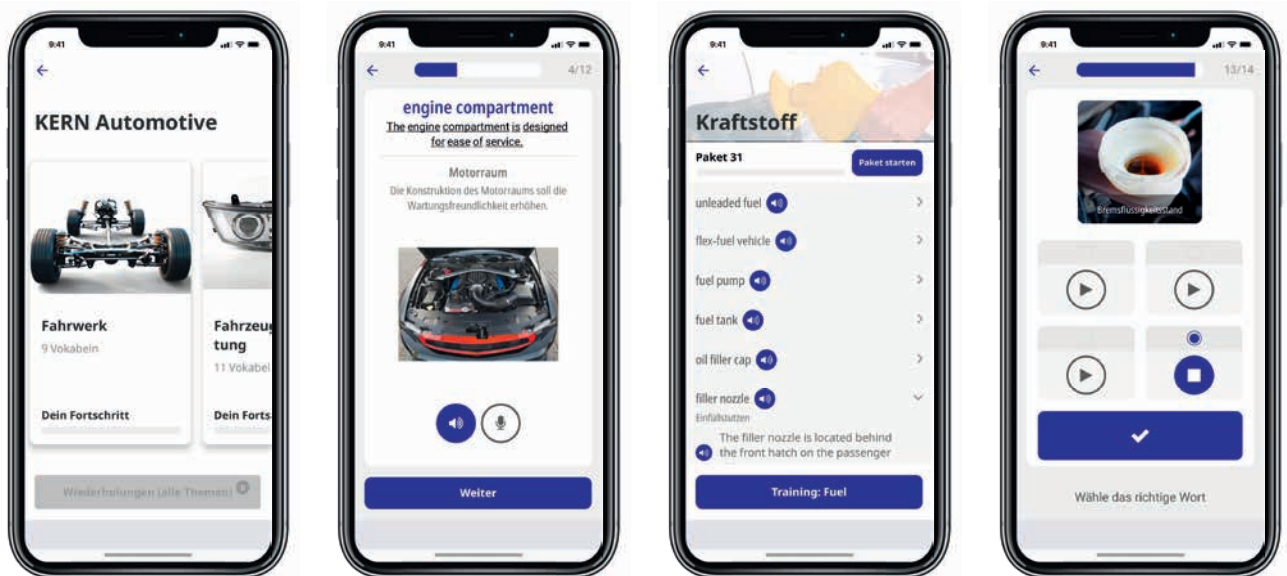 9:41
KERN Automotive
Fahrwerk
9 Vokabeln
Dein Fortschritt
Fahrzeu
tung
11 Vokabel
Dein Forts
Wiederholungen (alle Themen)
9:41
4/12
engine compartment
The engine compartment is designed
for ease of service.
Motorraum
Die Konstruktion des Motorraums soll die
Wartungsfreundlichkeit erhöhen.
Weiter
9:41
Kraftstoff
Paket 31
Paket starten
unleaded fuel
flex-fuel vehicle
fuel pump
fuel tank
oil filler cap
filler nozzle
Einfüllstutzen
The filler nozzle is located behind
the front hatch on the passenger
Training: Fuel
9:41
13/14
Bremsflüssigkeitsstand
Wähle das richtige Wort